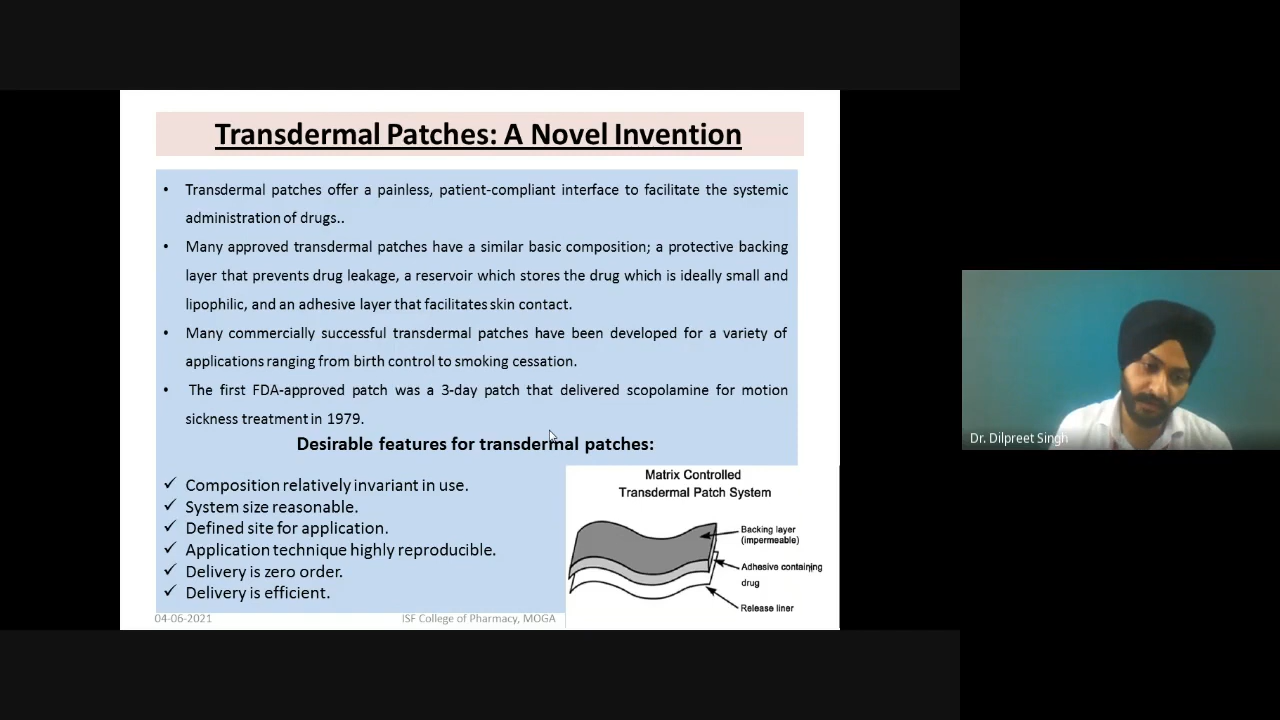 Transdermal Patches: A Novel Invention
• Transdermal patches offer a painless, patient-compliant interface to facilitate the systemic
administration of drugs..
• Many approved transdermal patches have a similar basic composition; a protective backing
layer that prevents drug leakage, a reservoir which stores the drug which is ideally small and
lipophilic, and an adhesive layer that facilitates skin contact.
• Many commercially successful transdermal patches have been developed for a variety of
applications ranging from birth control to smoking cessation.
• The first FDA-approved patch was a 3-day patch that delivered scopolamine for motion
sickness treatment in 1979.
Desirable features for transdermal patches:
✓ Composition relatively invariant in use.
✓ System size reasonable.
✓ Defined site for application.
✓ Application technique highly reproducible.
✓ Delivery is zero order.
✓ Delivery is efficient.
Matrix Controlled
Transdermal Patch System
Backing layer
(impermeable)
Adhesive containing
drug
Release liner
04-06-2021
ISF College of Pharmacy, MOGA
Dr. Dilpreet Singh